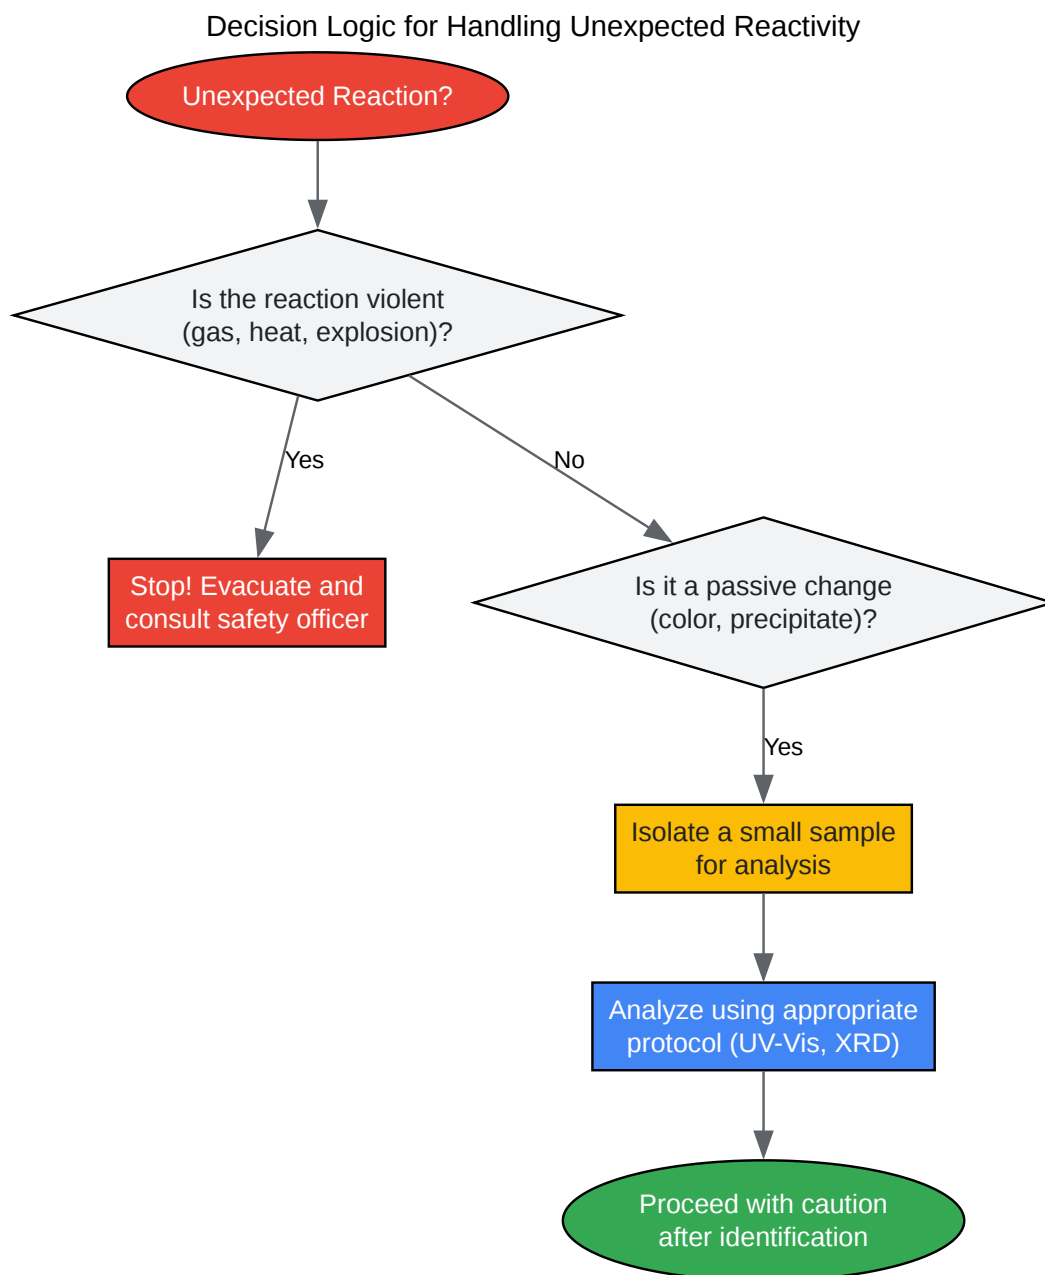 Decision Logic for Handling Unexpected Reactivity
Unexpected Reaction?
Is the reaction violent
(gas, heat, explosion)?
Yes
No
Stop! Evacuate and
consult safety officer
Is it a passive change
(color, precipitate)?
Yes
Isolate a small sample
for analysis
Analyze using appropriate
protocol (UV-Vis, XRD)
Proceed with caution
after identification